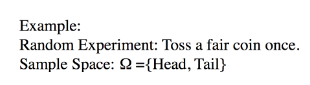 Example:
Random Experiment: Toss a fair coin once.
Sample Space: Ω ={Head, Tail}